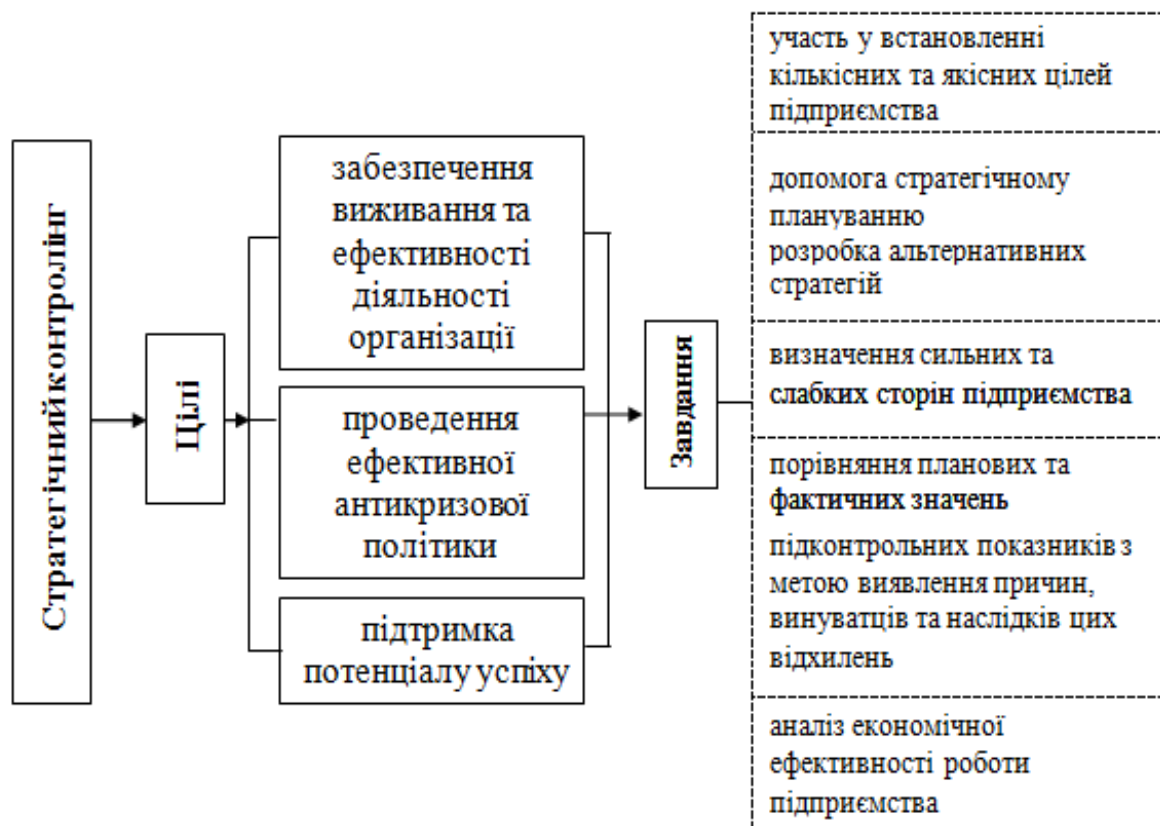 Стратегічний контролінг
Цілі
забезпечення
виживання та
ефективності
діяльності
організації
проведення
ефективної
антикризової
політики
підтримка
потенціалу успіху
Завдання
участь у встановленні
кількісних та якісних цілей
підприємства
допомога стратегічному
плануванню
розробка альтернативних
стратегій
визначення сильних та
слабких сторін підприємства
порівняння планових та
фактичних значень
підконтрольних показників з
метою виявлення причин,
винуватців та наслідків цих
відхилень
аналіз економічної
ефективності роботи
підприємства